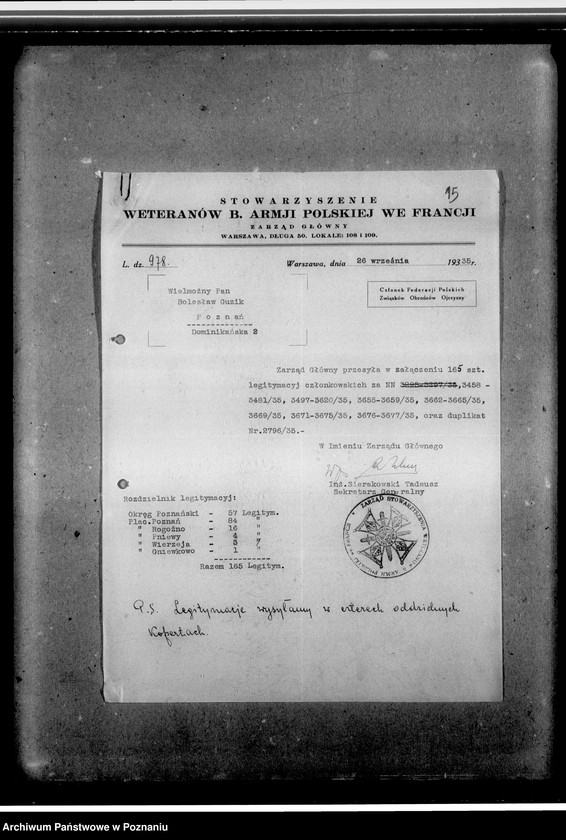 15
STOWARZYSZENIE
WETERANÓW B. ARMJI POLSKIEJ WE FRANCJI
ZARZĄD GŁÓWNY
WARSZAWA, DŁUGA 50. LOKALE: 108 i 109.
L. dz. 978. Warszawa, dnia 26 września 1935r.
Członek Federacji Polskich
Związków Obrońców Ojczyzny
Wielmożny Pan
Bolesław Guzik
Poznań
Dominikańska 2
Zarząd Główny przesyła w załączeniu 165 szt.
legitymacyj członkowskich za NN 3225-3297/35,3458 -
3481/35, 3497-3620/35, 3655-3659/35, 3662-3665/35,
3669/35, 3671-3675/35, 3676-3677/35, oraz duplikat
Nr.2796/35.-
W Imieniu Zarządu Głównego
Inż.Sierakowski Tadeusz
Sekretarz Generalny
Rozdzielnik legitymacyj:
Okręg Poznański - 57 Legitym.
Plac.Poznań - 84 "
" Rogoźno - 16 "
" Pniewy - 4 "
" Wierzeja - 3 "
" Gniewkowo - 1 "
Razem 165 Legitym.
P.S. Legitymacje wysyłamy w czterech oddzielnych
kopertach.
Archiwum Państwowe w Poznaniu